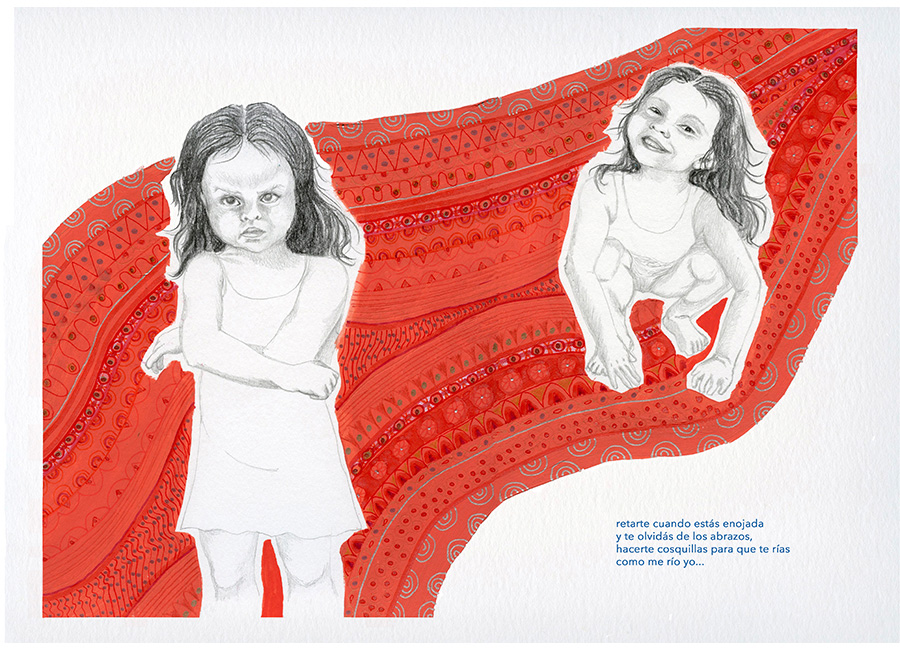 retarte cuando estás enojada
y te olvidás de los abrazos,
hacerte cosquillas para que te rías
como me río yo...